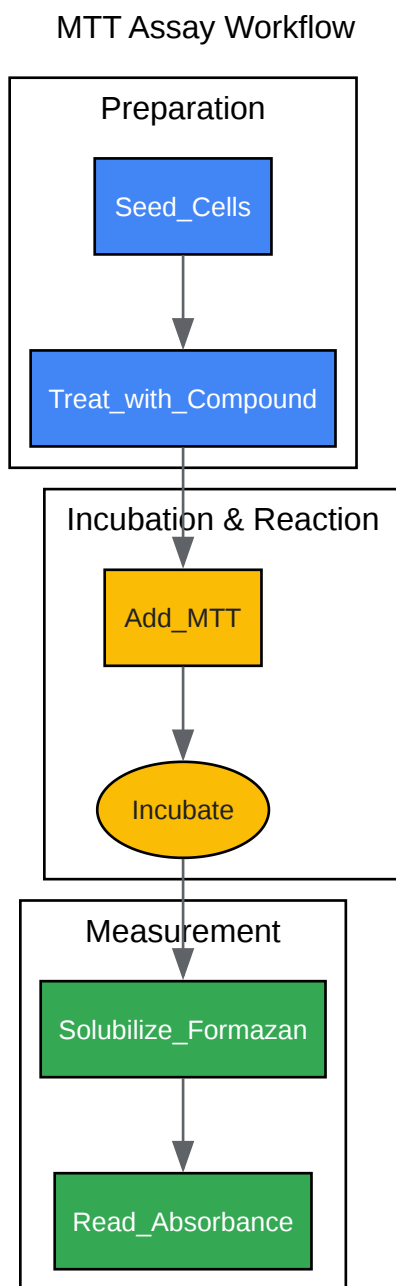 MTT Assay Workflow
Preparation
Seed_Cells
Treat_with_Compound
Incubation & Reaction
Add_MTT
Incubate
Measurement
Solubilize_Formazan
Read_Absorbance